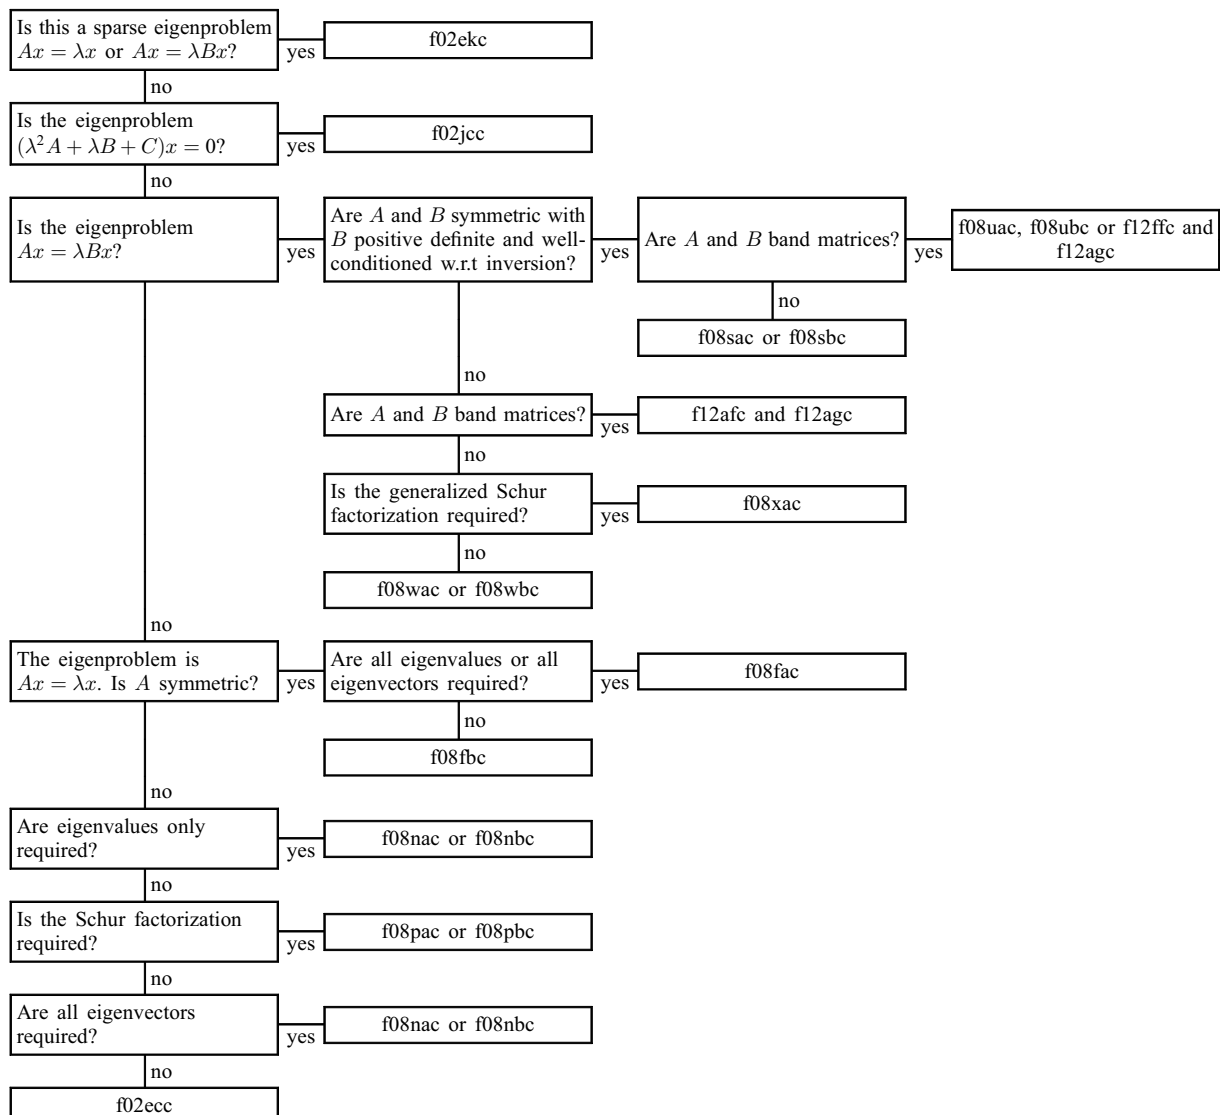 Is this a sparse eigenproblem
Ax = λx or Ax = λBx?
yes
f02ekc
no
Is the eigenproblem
(λ²A + λB + C)x = 0?
yes
f02jcc
no
Is the eigenproblem
Ax = λBx?
yes
Are A and B symmetric with
B positive definite and well-
conditioned w.r.t inversion?
yes
Are A and B band matrices?
yes
f08uac, f08ubc or f12ffc and
f12agc
no
f08sac or f08sbc
no
Are A and B band matrices?
yes
f12afc and f12agc
no
Is the generalized Schur
factorization required?
yes
f08xac
no
f08wac or f08wbc
no
The eigenproblem is
Ax = λx. Is A symmetric?
yes
Are all eigenvalues or all
eigenvectors required?
yes
f08fac
no
f08fbc
no
Are eigenvalues only
required?
yes
f08nac or f08nbc
no
Is the Schur factorization
required?
yes
f08pac or f08pbc
no
Are all eigenvectors
required?
yes
f08nac or f08nbc
no
f02ecc